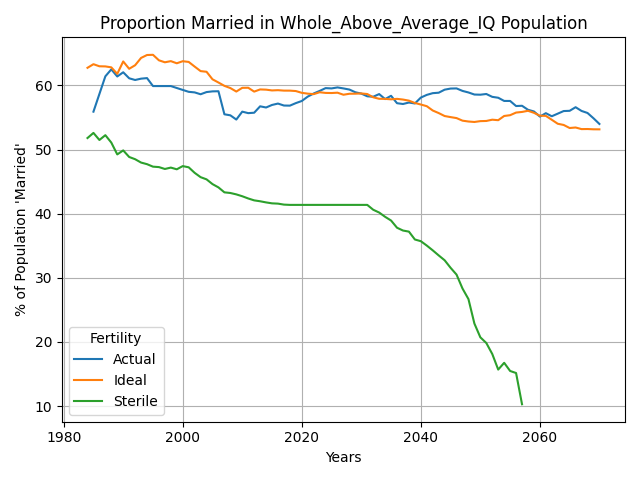 Proportion Married in Whole_Above_Average_IQ Population
% of Population 'Married'
60
50
40
30
20
10
Fertility
Actual
Ideal
Sterile
1980 2000 2020 2040 2060
Years